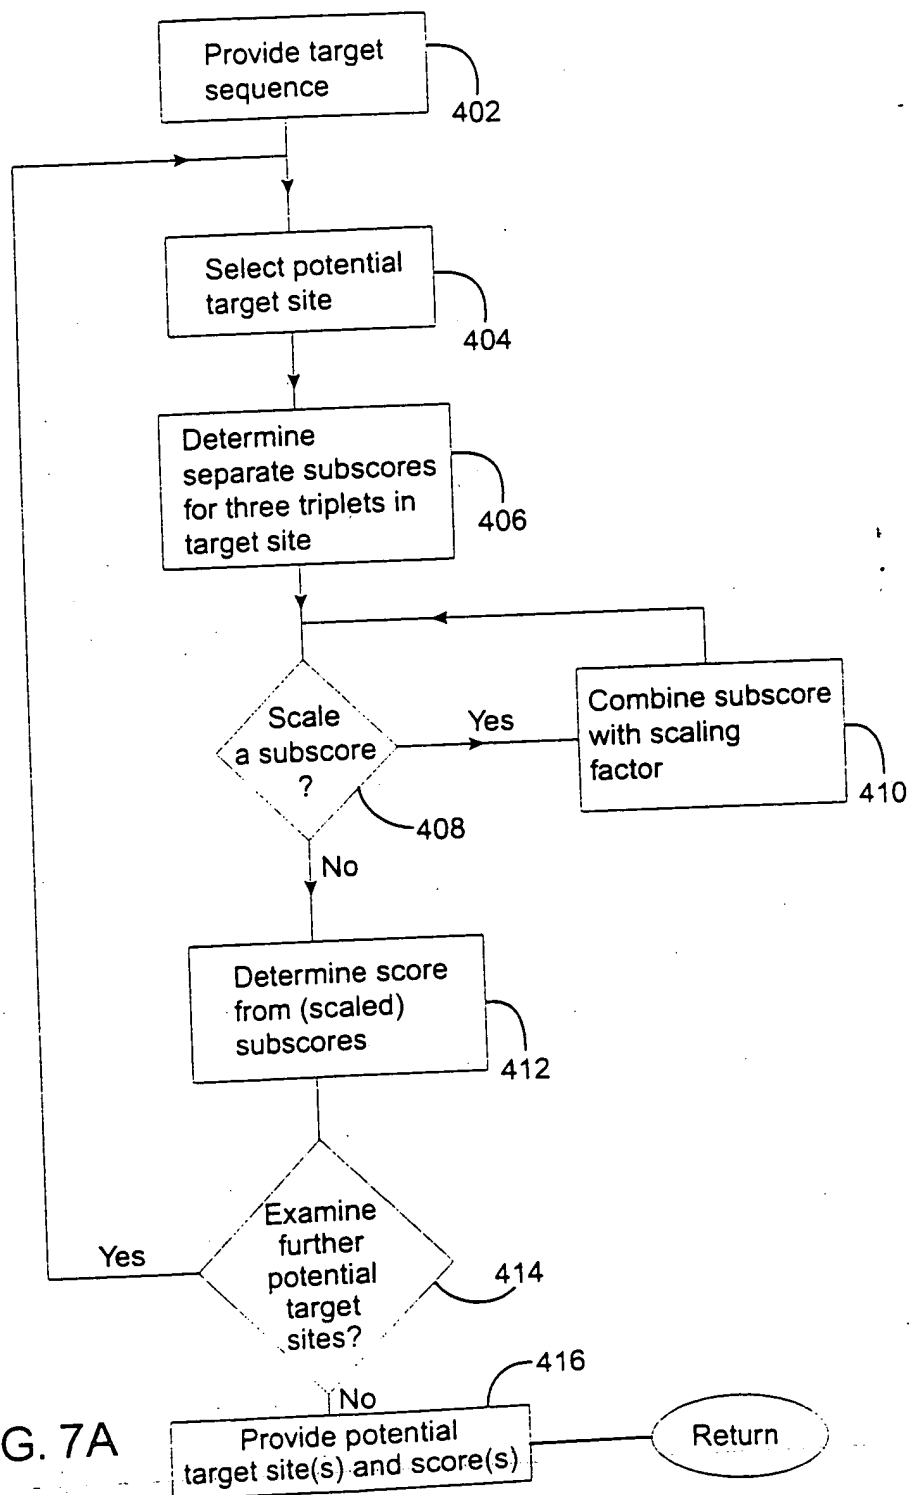 Provide target
sequence
402
Select potential
target site
404
Determine
separate subscores
for three triplets in
target site
406
Scale
a subscore
?
Yes
408
Combine subscore
with scaling
factor
410
No
Determine score
from (scaled)
subscores
412
Examine
further
potential
target
sites?
Yes
414
No
416
Provide potential
target site(s) and score(s)
Return
G. 7A